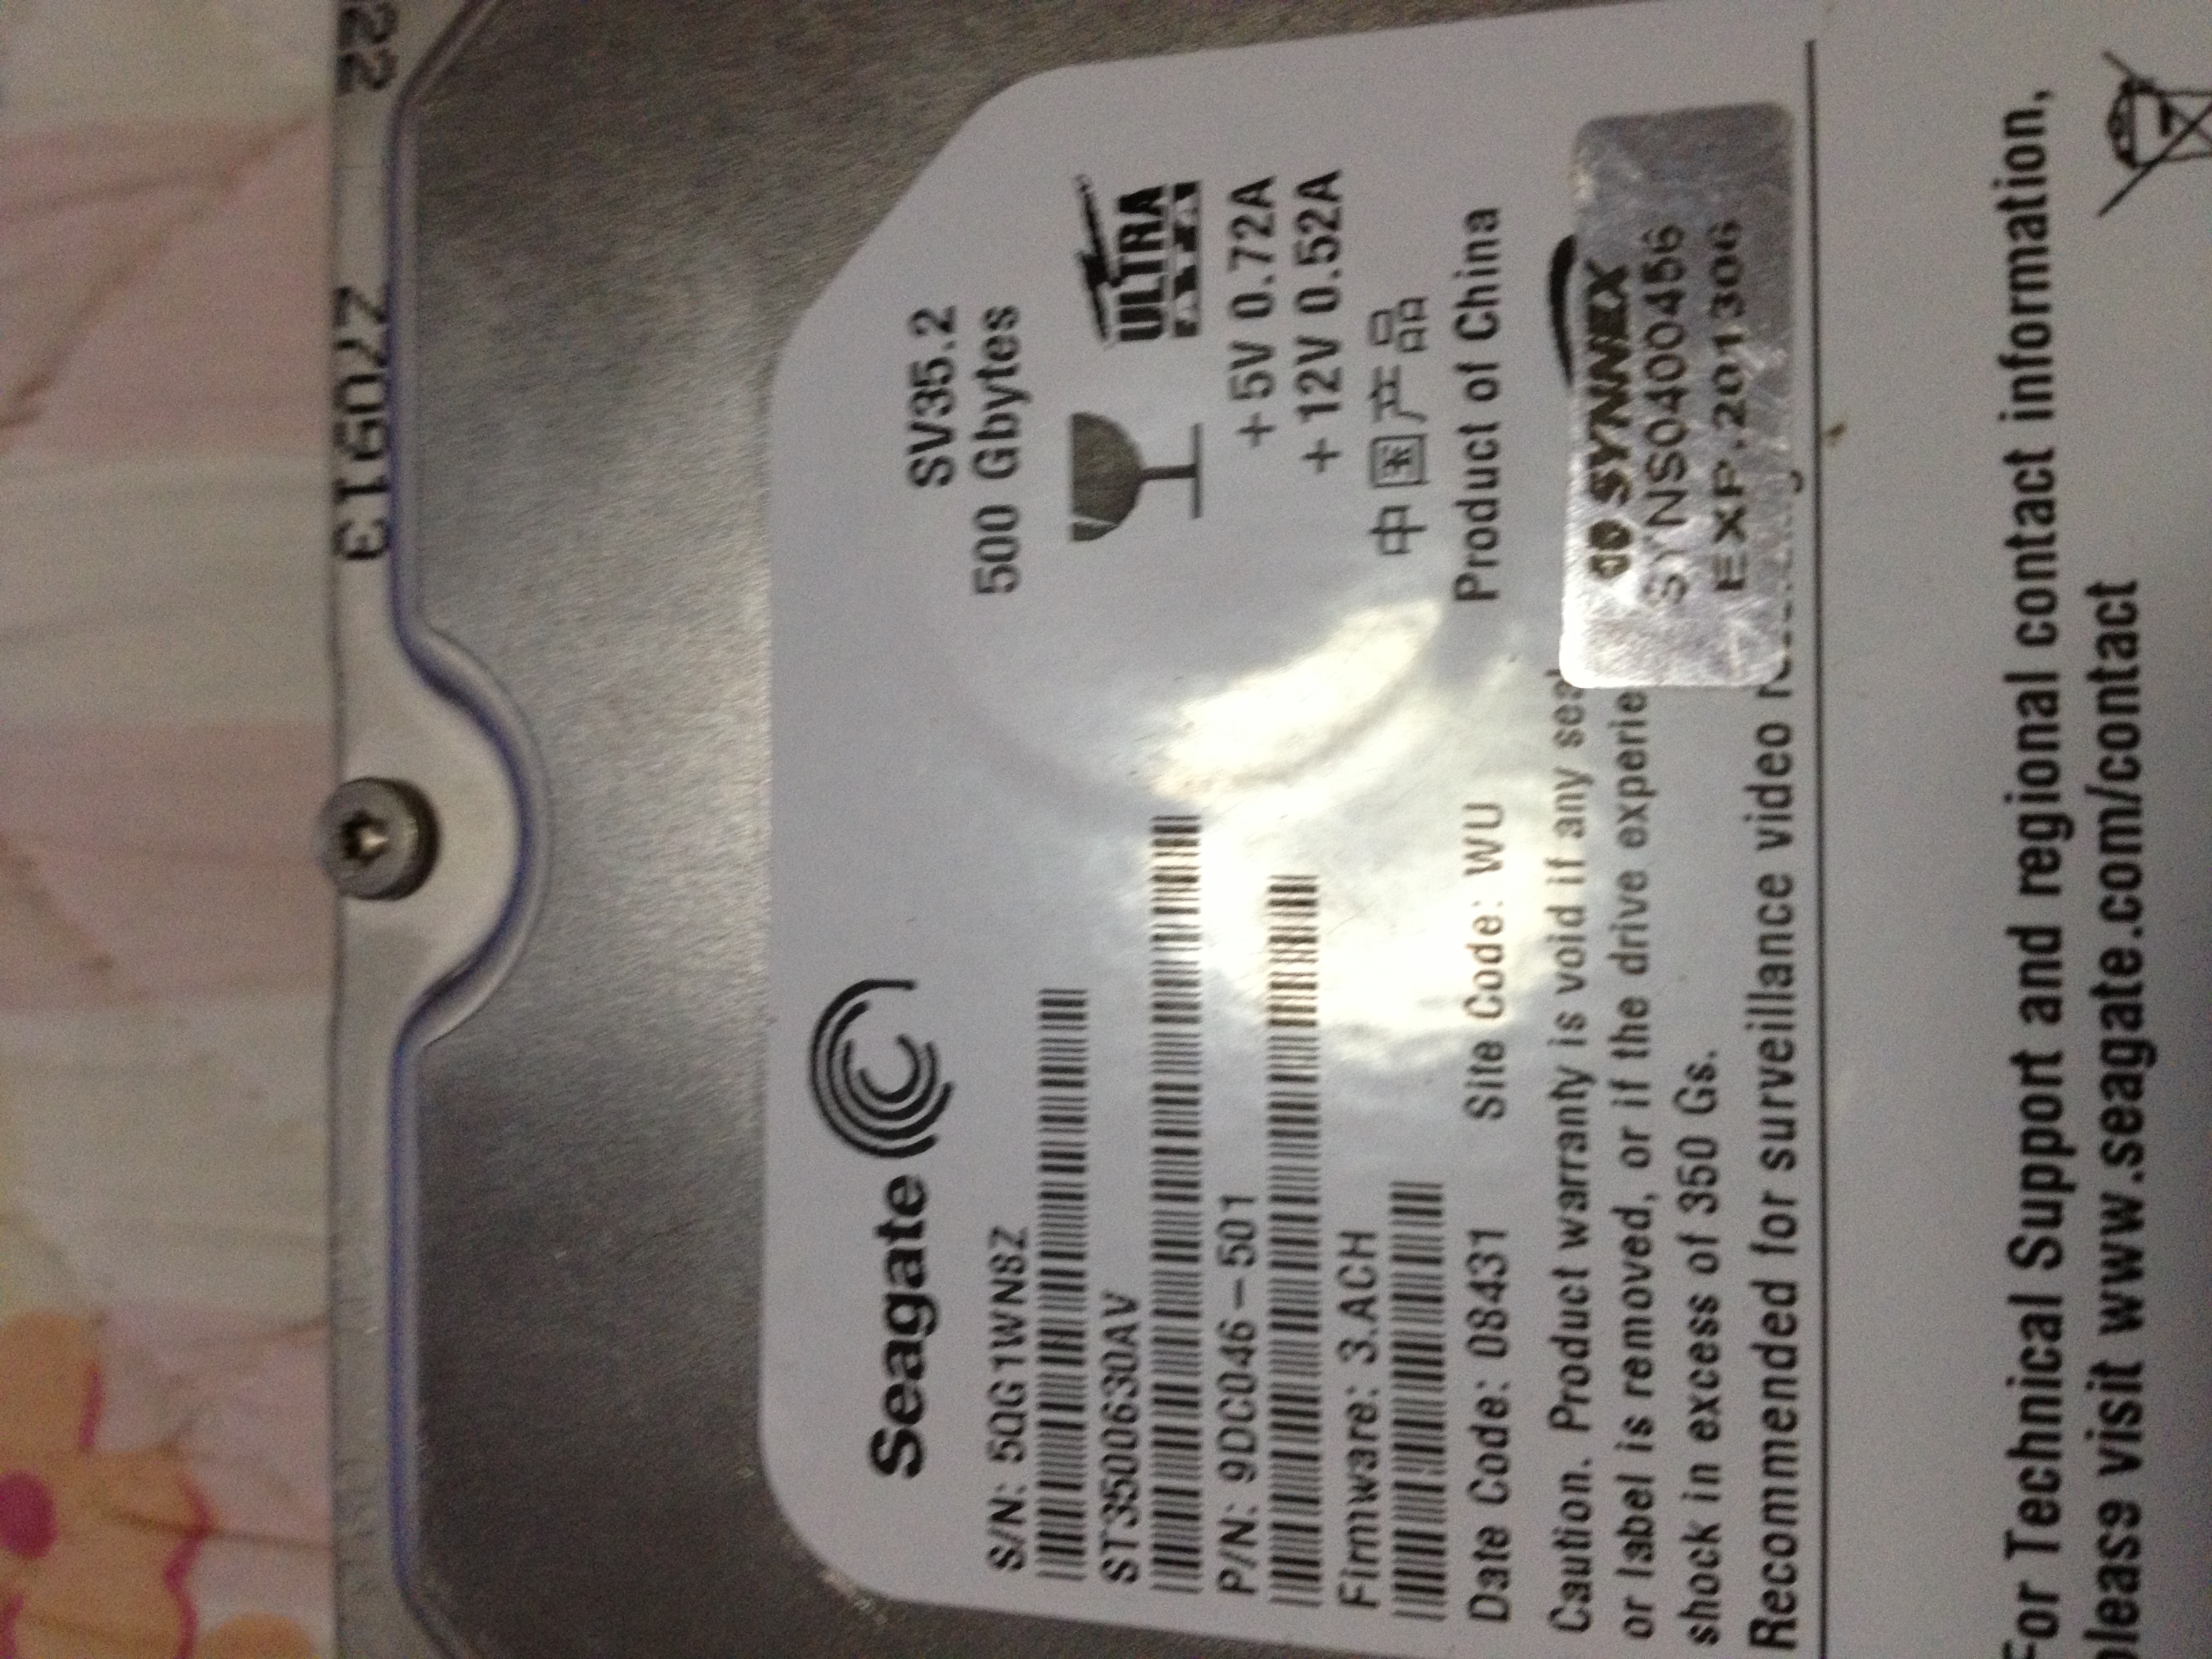 22
27091E
Seagate
SV35.2
500 Gbytes
S/N: 5QG1WN8Z
ST3500630AV
ULTRA
P/N: 9DC046-501
+5V 0.72A
+12V 0.52A
Firmware: 3.ACH
中国产品
Date Code: 08431
Site Code: WU
Product of China
Caution. Product warranty is void if any seal
or label is removed, or if the drive experie
shock in excess of 350 Gs.
Recommended for surveillance video
SYNNEX
SYNS0400456
EXP.201306
For Technical Support and regional contact information,
please visit www.seagate.com/contact